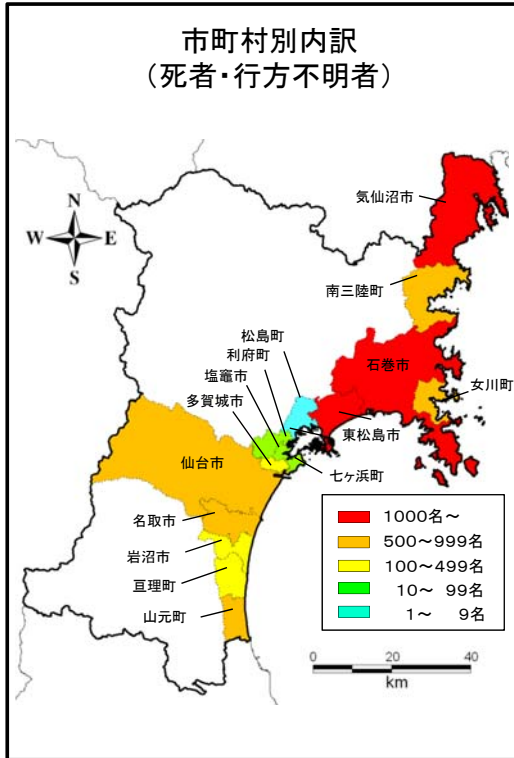 市町村別内訳
（死者・行方不明者）
N
W
E
S
気仙沼市
南三陸町
松島町
利府町
石巻市
塩竈市
女川町
多賀城市
東松島市
仙台市
七ヶ浜町
名取市
岩沼市
亘理町
山元町
1000名～
500～999名
100～499名
10～ 99名
1～ 9名
0 20 40
km